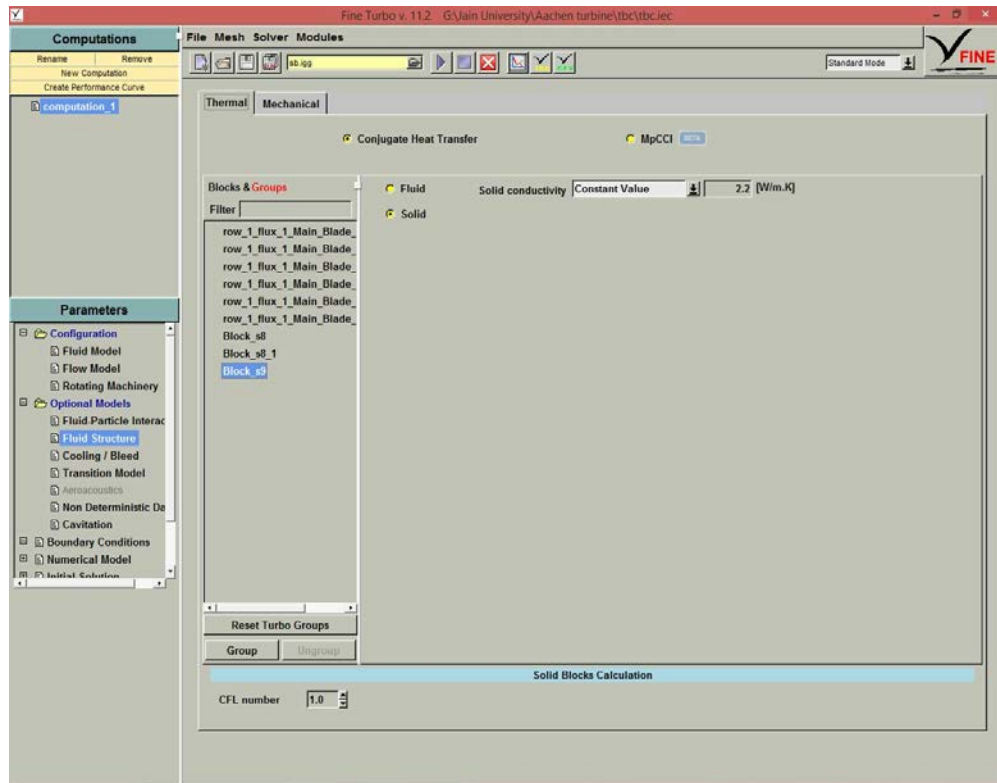 Fine Turbo v. 11.2 G:\Jain University\Aachen turbine\tbc\tbc.iec
Computations
File Mesh Solver Modules
Rename Remove
New Computation
Create Performance Curve
sb.igg
Standard Mode
FINE
computation_1
Thermal Mechanical
Conjugate Heat Transfer MpCCI BETA
Blocks & Groups
Fluid
Solid conductivity Constant Value 2.2 [W/m.K]
Filter
Solid
row_1_flux_1_Main_Blade_
row_1_flux_1_Main_Blade_
row_1_flux_1_Main_Blade_
row_1_flux_1_Main_Blade_
row_1_flux_1_Main_Blade_
row_1_flux_1_Main_Blade_
Block_s8
Block_s8_1
Block_s9
Parameters
Configuration
Fluid Model
Flow Model
Rotating Machinery
Optional Models
Fluid-Particle Interac
Fluid Structure
Cooling / Bleed
Transition Model
Aeroacoustics
Non Deterministic Da
Cavitation
Boundary Conditions
Numerical Model
Initial Solution
Reset Turbo Groups
Group Ungroup
Solid Blocks Calculation
CFL number 1.0